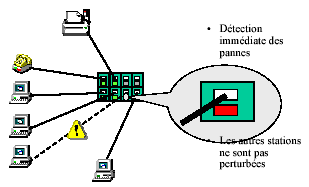 • Détection
immédiate des
pannes
Les autres stations
ne sont pas
perturbées